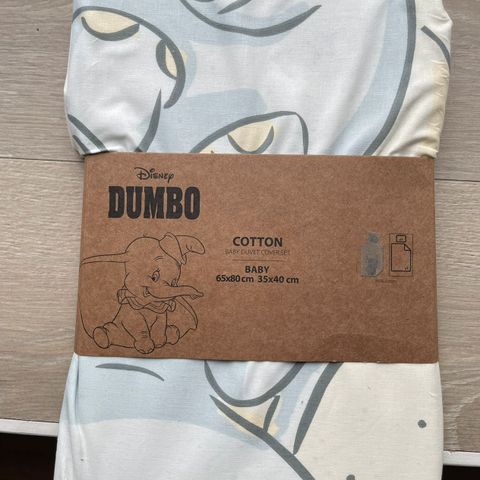 Disney
DUMBO
COTTON
BABY DUVET COVER SET
BABY
65x80 cm 35x40 cm